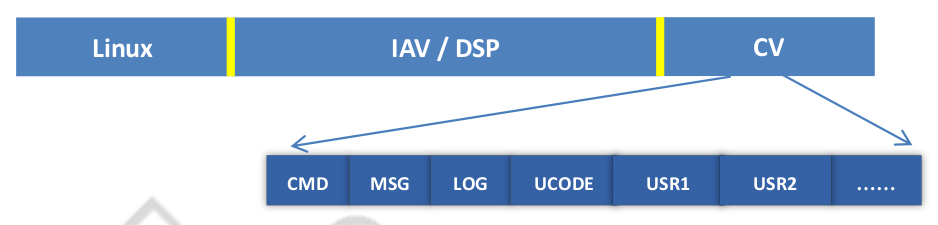 Linux IAV / DSP CV
CMD MSG LOG UCODE USR1 USR2 ......